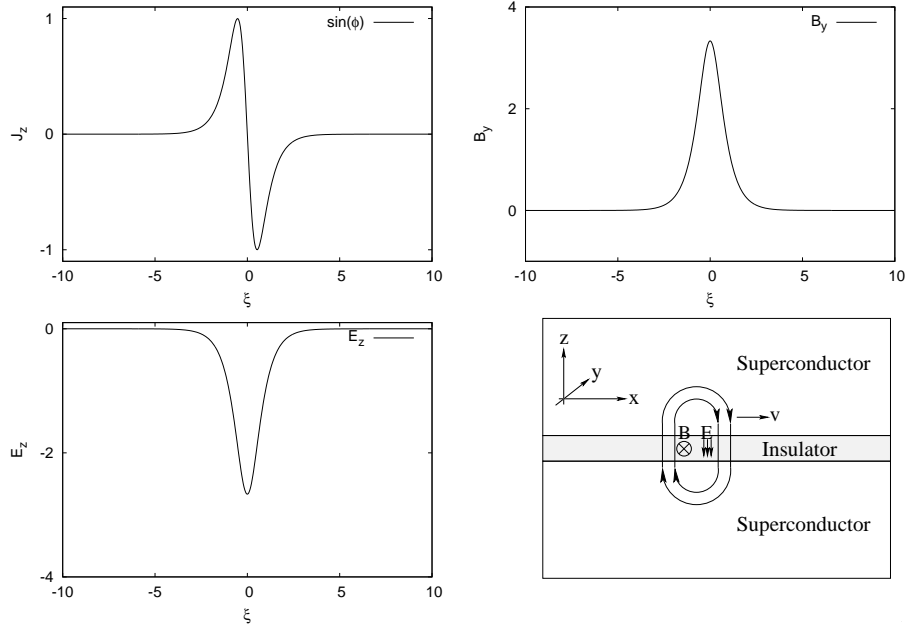 sin(ϕ)
1
0
-1
J_z
-10
-5
0
5
10
ξ
B_y
4
2
0
B_y
-10
-5
0
5
10
ξ
E_z
0
-2
-4
E_z
-10
-5
0
5
10
ξ
z
y
x
Superconductor
v
B E
Insulator
Superconductor